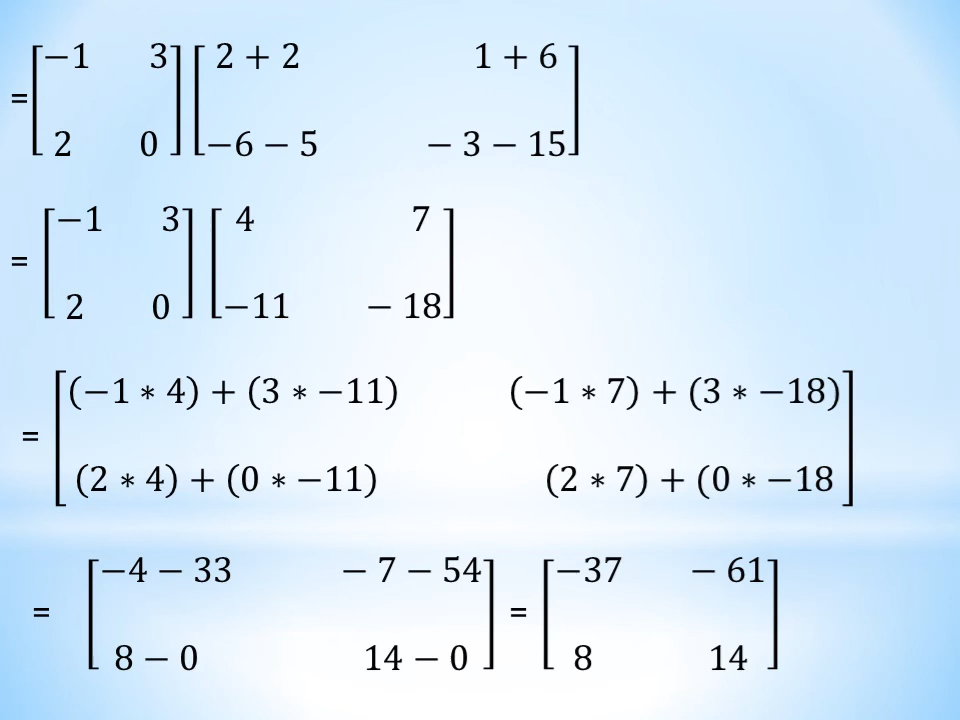 = [−1 3] [2 + 2 1 + 6]
[2 0] [−6 − 5 − 3 − 15]
= [−1 3] [4 7]
[2 0] [−11 − 18]
= [(−1 ∗ 4) + (3 ∗ −11) (−1 ∗ 7) + (3 ∗ −18)]
[(2 ∗ 4) + (0 ∗ −11) (2 ∗ 7) + (0 ∗ −18]
= [−4 − 33 − 7 − 54] = [−37 − 61]
[8 − 0 14 − 0] [8 14]